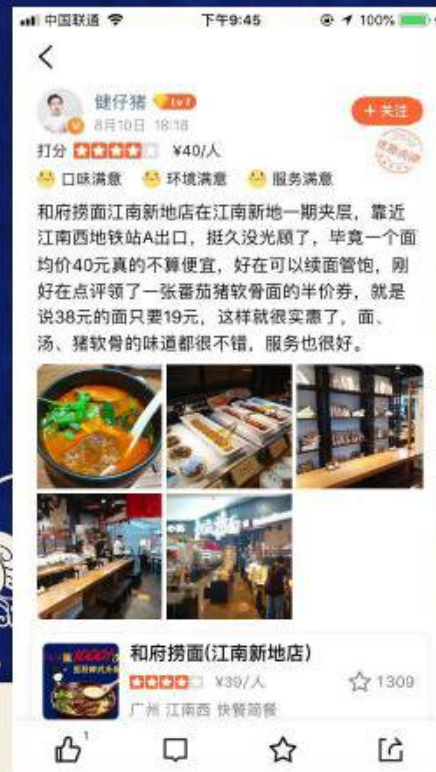 中国联通
下午9:45
100%
健仔猪 Lv7
8月10日 18:18
+关注
打分 ¥40/人
口味满意 环境满意 服务满意
和府捞面江南新地店在江南新地一期夹层，靠近
江南西地铁站A出口，挺久没光顾了，毕竟一个面
均价40元真的不算便宜，好在可以续面管饱，刚
好在点评领了一张番茄猪软骨面的半价券，就是
说38元的面只要19元，这样就很实惠了，面、
汤、猪软骨的味道都很不错，服务也很好。
和府捞面(江南新地店)
¥39/人
1309
广州 江南西 快餐简餐
1